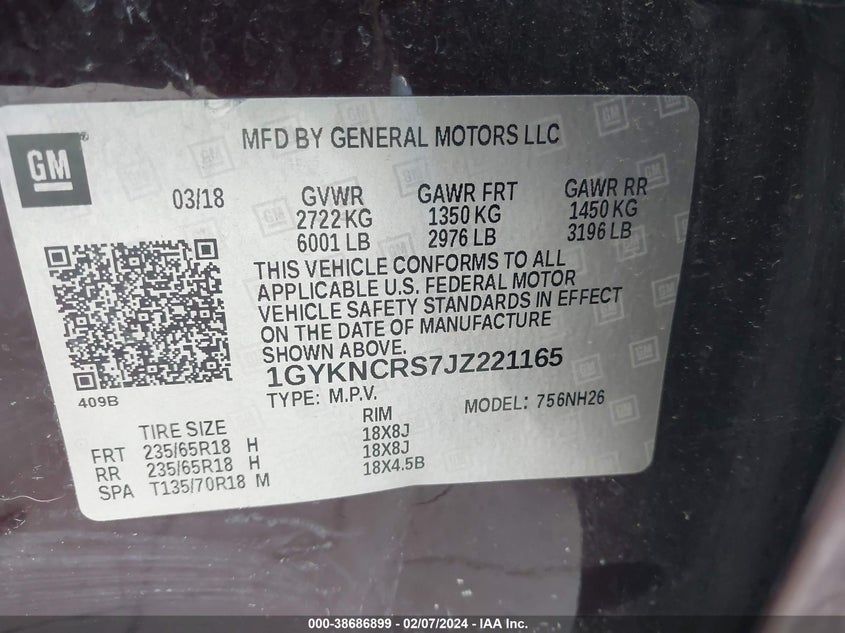 GM
MFD BY GENERAL MOTORS LLC
03/18
GVWR
2722 KG
6001 LB
GAWR FRT
1350 KG
2976 LB
GAWR RR
1450 KG
3196 LB
THIS VEHICLE CONFORMS TO ALL
APPLICABLE U.S. FEDERAL MOTOR
VEHICLE SAFETY STANDARDS IN EFFECT
ON THE DATE OF MANUFACTURE
SHOWN ABOVE.
1GYKNCRS7JZ221165
409B
TYPE: M.P.V.
MODEL: 756NH26
TIRE SIZE RIM
FRT 235/65R18 H 18X8J
RR 235/65R18 H 18X8J
SPA T135/70R18 M 18X4.5B
000-38686899 - 02/07/2024 - IAA Inc.